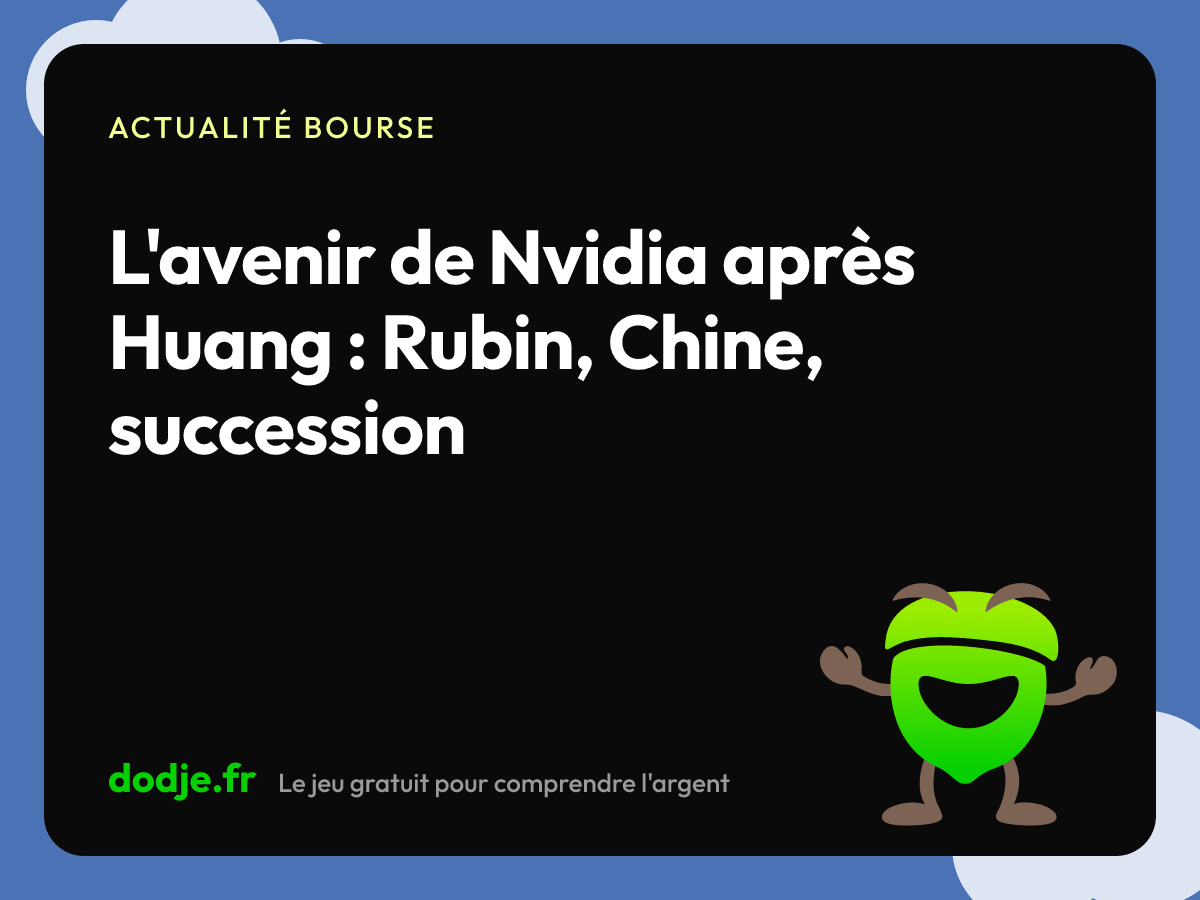 ACTUALITÉ BOURSE
L'avenir de Nvidia après
Huang : Rubin, Chine,
succession
dodje.fr Le jeu gratuit pour comprendre l'argent